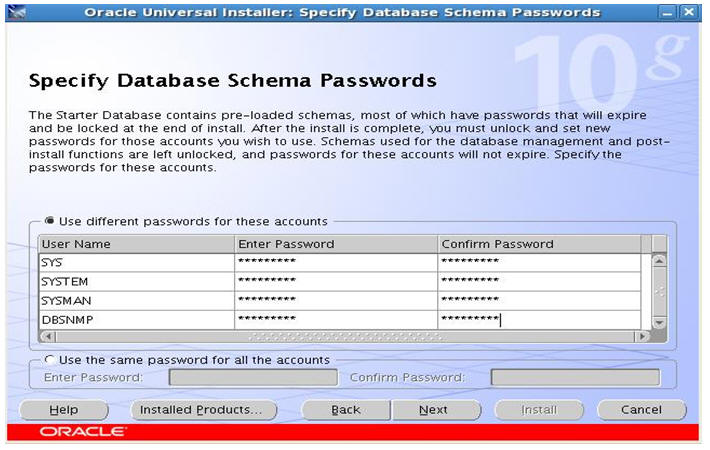 Oracle Universal Installer: Specify Database Schema Passwords
10g
Specify Database Schema Passwords
The Starter Database contains pre-loaded schemas, most of which have passwords that will expire
and be locked at the end of install. After the install is complete, you must unlock and set new
passwords for those accounts you wish to use. Schemas used for the database management and post-
install functions are left unlocked, and passwords for these accounts will not expire. Specify the
passwords for these accounts.
Use different passwords for these accounts
User Name Enter Password Confirm Password
SYS ********* *********
SYSTEM ********* *********
SYSMAN ********* *********
DBSNMP ********* *********
Use the same password for all the accounts
Enter Password: Confirm Password:
Help Installed Products... Back Next Install Cancel
ORACLE